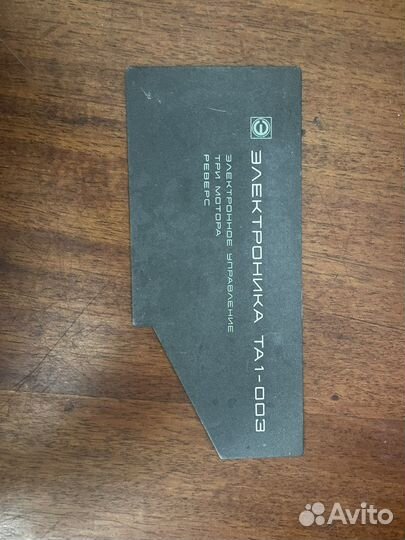 ЭЛЕКТРОНИКА ТА1-003
ЭЛЕКТРОННОЕ УПРАВЛЕНИЕ
ТРИ МОТОРА
РЕВЕРС
Avito